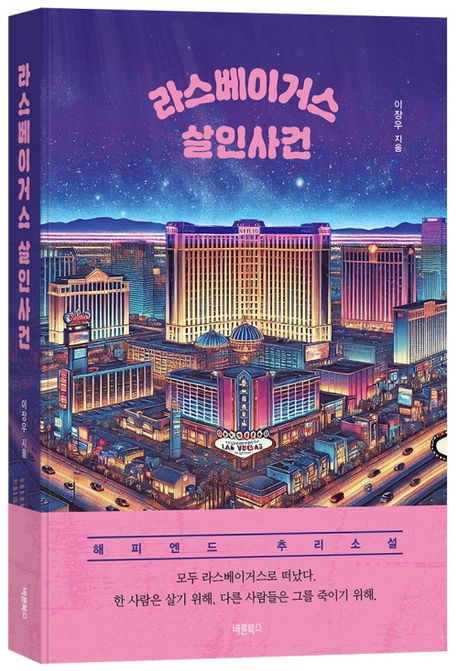 라스베이거스
살인사건
이장우 지음
라스베이거스 살인사건
이장우 지음
LAS VEGAS
해피엔드 추리소설
모두 라스베이거스로 떠났다.
한 사람은 살기 위해, 다른 사람들은 그를 죽이기 위해.
바른북스